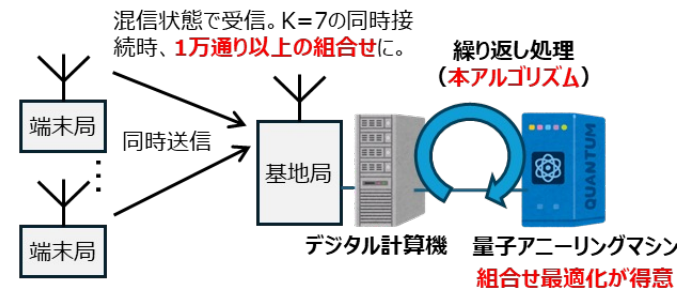 混信状態で受信。K=7の同時接
続時、1万通り以上の組合せに。
繰り返し処理
（本アルゴリズム）
端末局
同時送信
基地局
QUANTUM
端末局
デジタル計算機
量子アニーリングマシン
組合せ最適化が得意